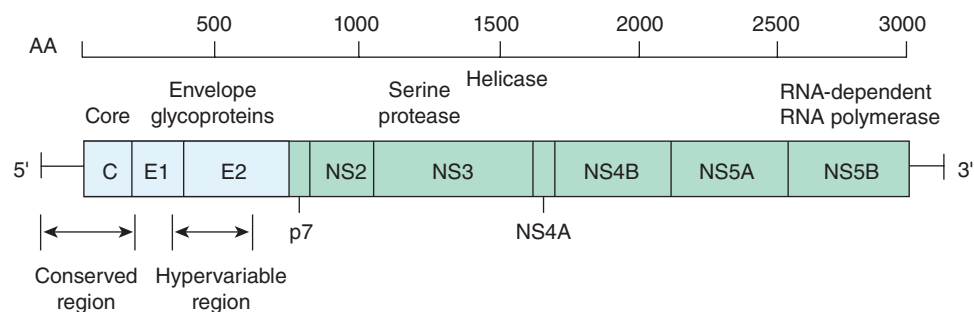 500 1000 1500 2000 2500 3000
AA
Helicase
Envelope glycoproteins
Serine protease
RNA-dependent RNA polymerase
Core
5' C E1 E2 NS2 NS3 NS4B NS5A NS5B 3'
p7 NS4A
Conserved region
Hypervariable region